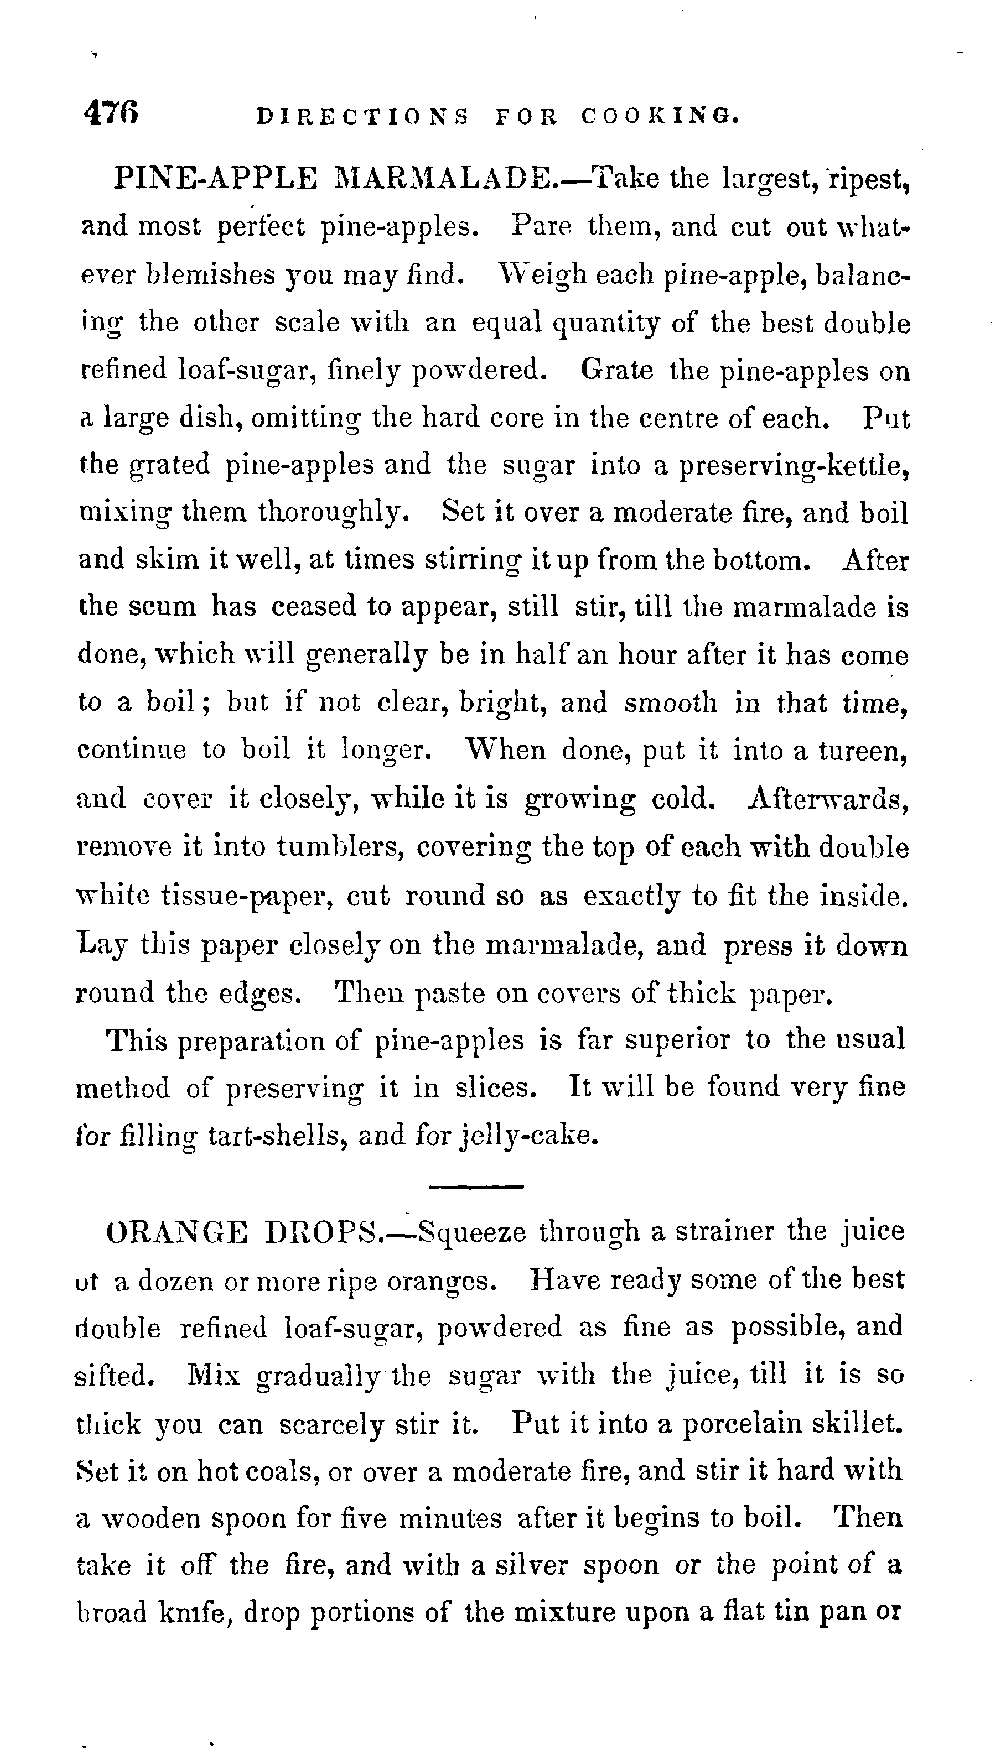 476 DIRECTIONS FOR COOKING.
PINE-APPLE MARMALADE.—Take the largest, ripest,
and most perfect pine-apples. Pare them, and cut out what-
ever blemishes you may find. Weigh each pine-apple, balanc-
ing the other scale with an equal quantity of the best double
refined loaf-sugar, finely powdered. Grate the pine-apples on
a large dish, omitting the hard core in the centre of each. Put
the grated pine-apples and the sugar into a preserving-kettle,
mixing them thoroughly. Set it over a moderate fire, and boil
and skim it well, at times stirring it up from the bottom. After
the scum has ceased to appear, still stir, till the marmalade is
done, which will generally be in half an hour after it has come
to a boil; but if not clear, bright, and smooth in that time,
continue to boil it longer. When done, put it into a tureen,
and cover it closely, while it is growing cold. Afterwards,
remove it into tumblers, covering the top of each with double
white tissue-paper, cut round so as exactly to fit the inside.
Lay this paper closely on the marmalade, and press it down
round the edges. Then paste on covers of thick paper.
This preparation of pine-apples is far superior to the usual
method of preserving it in slices. It will be found very fine
for filling tart-shells, and for jelly-cake.
ORANGE DROPS.—Squeeze through a strainer the juice
of a dozen or more ripe oranges. Have ready some of the best
double refined loaf-sugar, powdered as fine as possible, and
sifted. Mix gradually the sugar with the juice, till it is so
thick you can scarcely stir it. Put it into a porcelain skillet.
Set it on hot coals, or over a moderate fire, and stir it hard with
a wooden spoon for five minutes after it begins to boil. Then
take it off the fire, and with a silver spoon or the point of a
broad knife, drop portions of the mixture upon a flat tin pan or